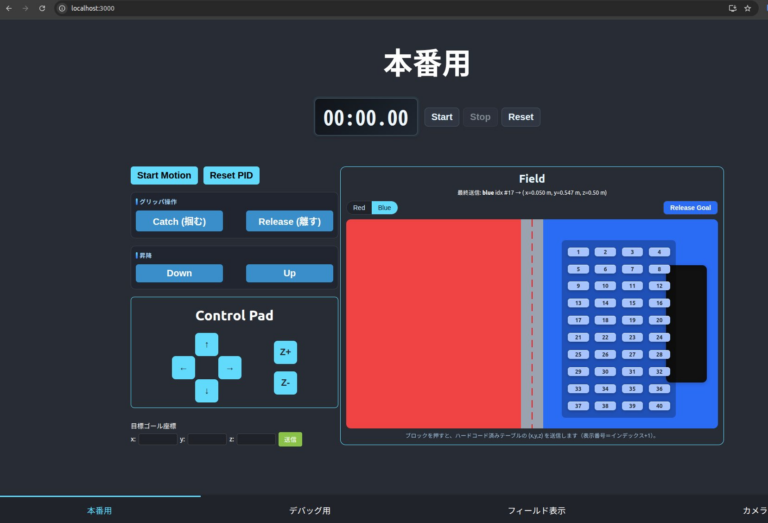 localhost:3000
本番用
00:00.00 Start Stop Reset
Start Motion Reset PID
グリッパ操作
Catch (掴む) Release (離す)
昇降
Down Up
Control Pad
↑
← →
↓
Z+
Z-
目標ゴール座標
x: y: z: 送信
Field
最終送信: blue idx #17 → { x=0.050 m, y=0.547 m, z=0.50 m}
Red Blue Release Goal
1 2 3 4
5 6 7 8
9 10 11 12
13 14 15 16
17 18 19 20
21 22 23 24
25 26 27 28
29 30 31 32
33 34 35 36
37 38 39 40
ブロックを押すと、ハードコード済みテーブルの (x,y,z) を送信します（表示番号＝インデックス+1）。
本番用 デバッグ用 フィールド表示 カメラ